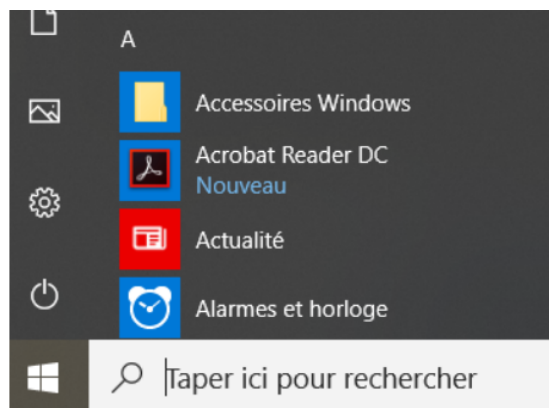 A
Accessoires Windows
Acrobat Reader DC
Nouveau
Actualité
Alarmes et horloge
Taper ici pour rechercher